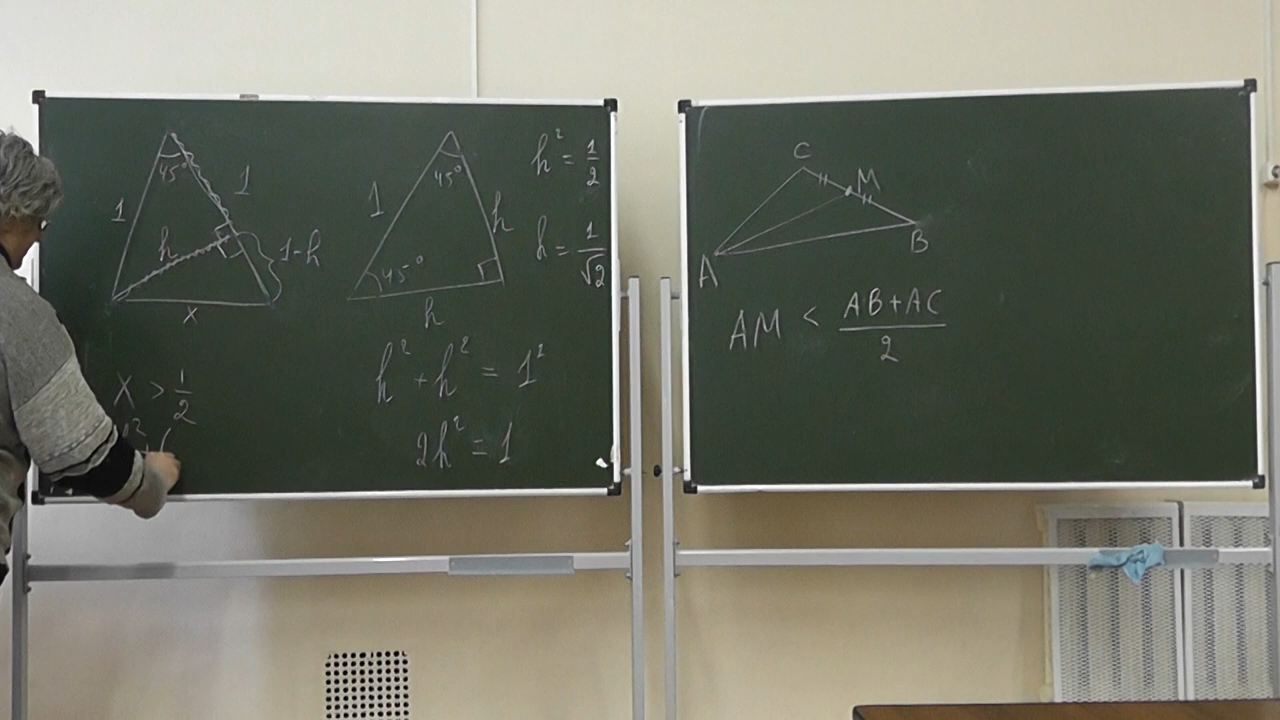 45°
1
1
h
1-h
x
x > 1/2
45°
1
h
45°
h
h² + h² = 1²
2h² = 1
h² = 1/2
h = 1/√2
C
M
B
A
AM < (AB+AC)/2